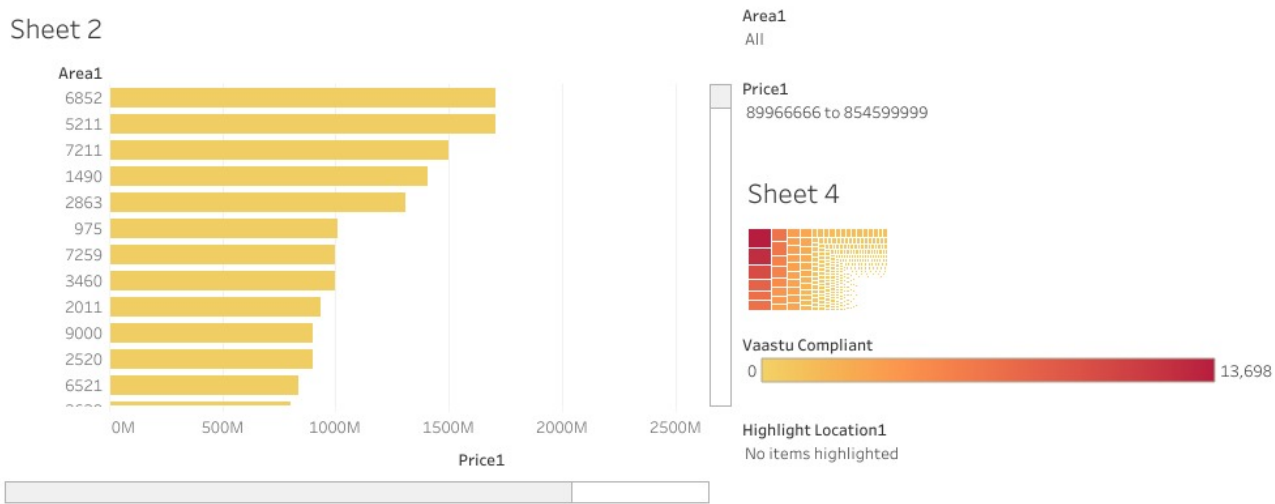 Sheet 2
Area1
6852
5211
7211
1490
2863
975
7259
3460
2011
9000
2520
6521
0M 500M 1000M 1500M 2000M 2500M
Price1
Area1
All
Price1
89966666 to 854599999
Sheet 4
Vaastu Compliant
0 13,698
Highlight Location1
No items highlighted